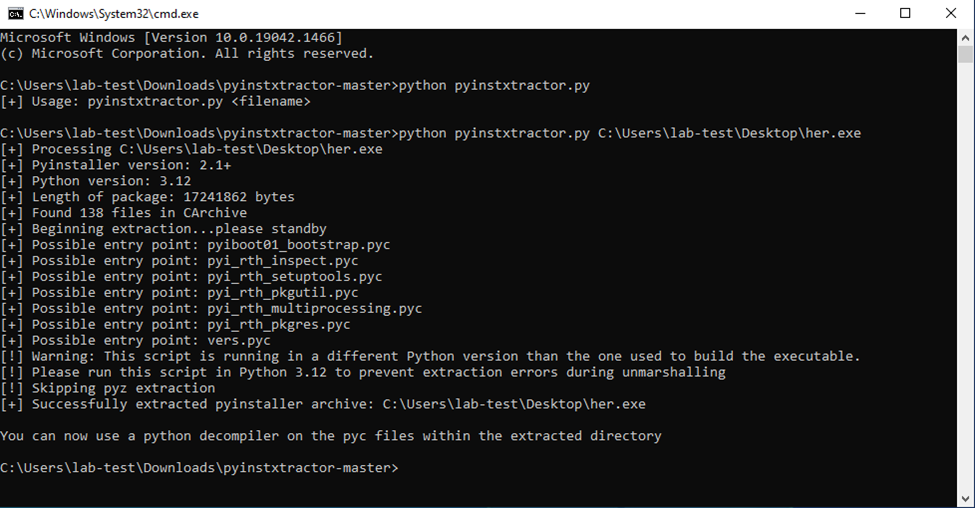 C:\Windows\System32\cmd.exe
Microsoft Windows [Version 10.0.19042.1466]
(c) Microsoft Corporation. All rights reserved.
C:\Users\lab-test\Downloads\pyinstxtractor-master>python pyinstxtractor.py
[+] Usage: pyinstxtractor.py <filename>
C:\Users\lab-test\Downloads\pyinstxtractor-master>python pyinstxtractor.py C:\Users\lab-test\Desktop\her.exe
[+] Processing C:\Users\lab-test\Desktop\her.exe
[+] Pyinstaller version: 2.1+
[+] Python version: 3.12
[+] Length of package: 17241862 bytes
[+] Found 138 files in CArchive
[+] Beginning extraction...please standby
[+] Possible entry point: pyiboot01_bootstrap.pyc
[+] Possible entry point: pyi_rth_inspect.pyc
[+] Possible entry point: pyi_rth_setuptools.pyc
[+] Possible entry point: pyi_rth_pkgutil.pyc
[+] Possible entry point: pyi_rth_multiprocessing.pyc
[+] Possible entry point: pyi_rth_pkgres.pyc
[+] Possible entry point: vers.pyc
[!] Warning: This script is running in a different Python version than the one used to build the executable.
[!] Please run this script in Python 3.12 to prevent extraction errors during unmarshalling
[!] Skipping pyz extraction
[+] Successfully extracted pyinstaller archive: C:\Users\lab-test\Desktop\her.exe
You can now use a python decompiler on the pyc files within the extracted directory
C:\Users\lab-test\Downloads\pyinstxtractor-master>